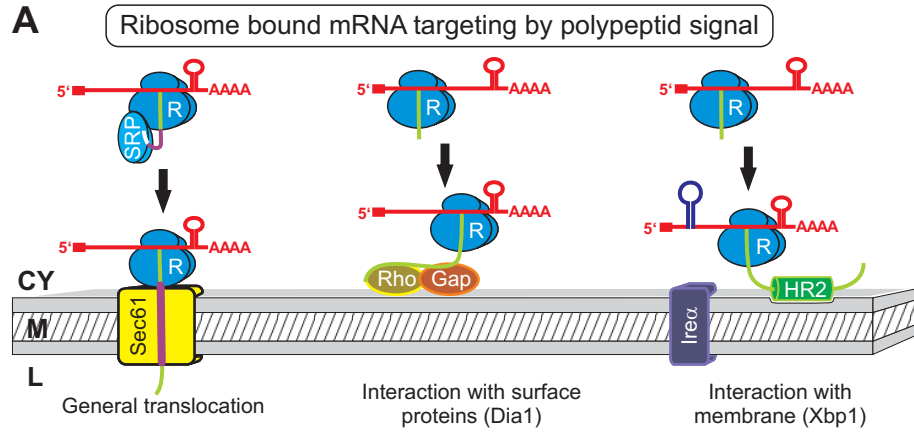 A
Ribosome bound mRNA targeting by polypeptid signal
5' R AAAA
SRP
5' R AAAA
5' R AAAA
5' R AAAA
5' R AAAA
5' R AAAA
CY
Rho Gap
HR2
M
Sec61
Ireα
L
General translocation
Interaction with surface
proteins (Dia1)
Interaction with
membrane (Xbp1)